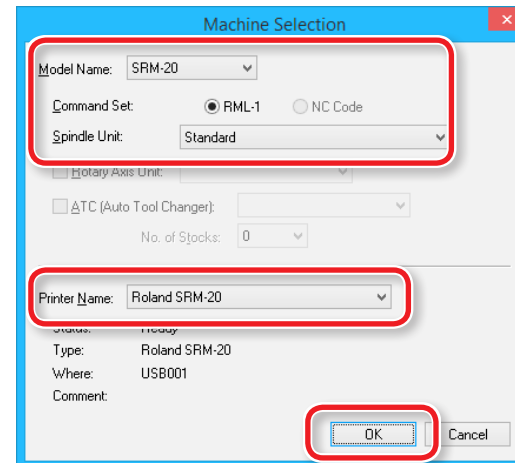 Machine Selection
Model Name: SRM-20
Command Set: RML-1 NC Code
Spindle Unit: Standard
Rotary Axis Unit:
ATC (Auto Tool Changer):
No. of Stocks: 0
Printer Name: Roland SRM-20
Status: Ready
Type: Roland SRM-20
Where: USB001
Comment:
OK Cancel